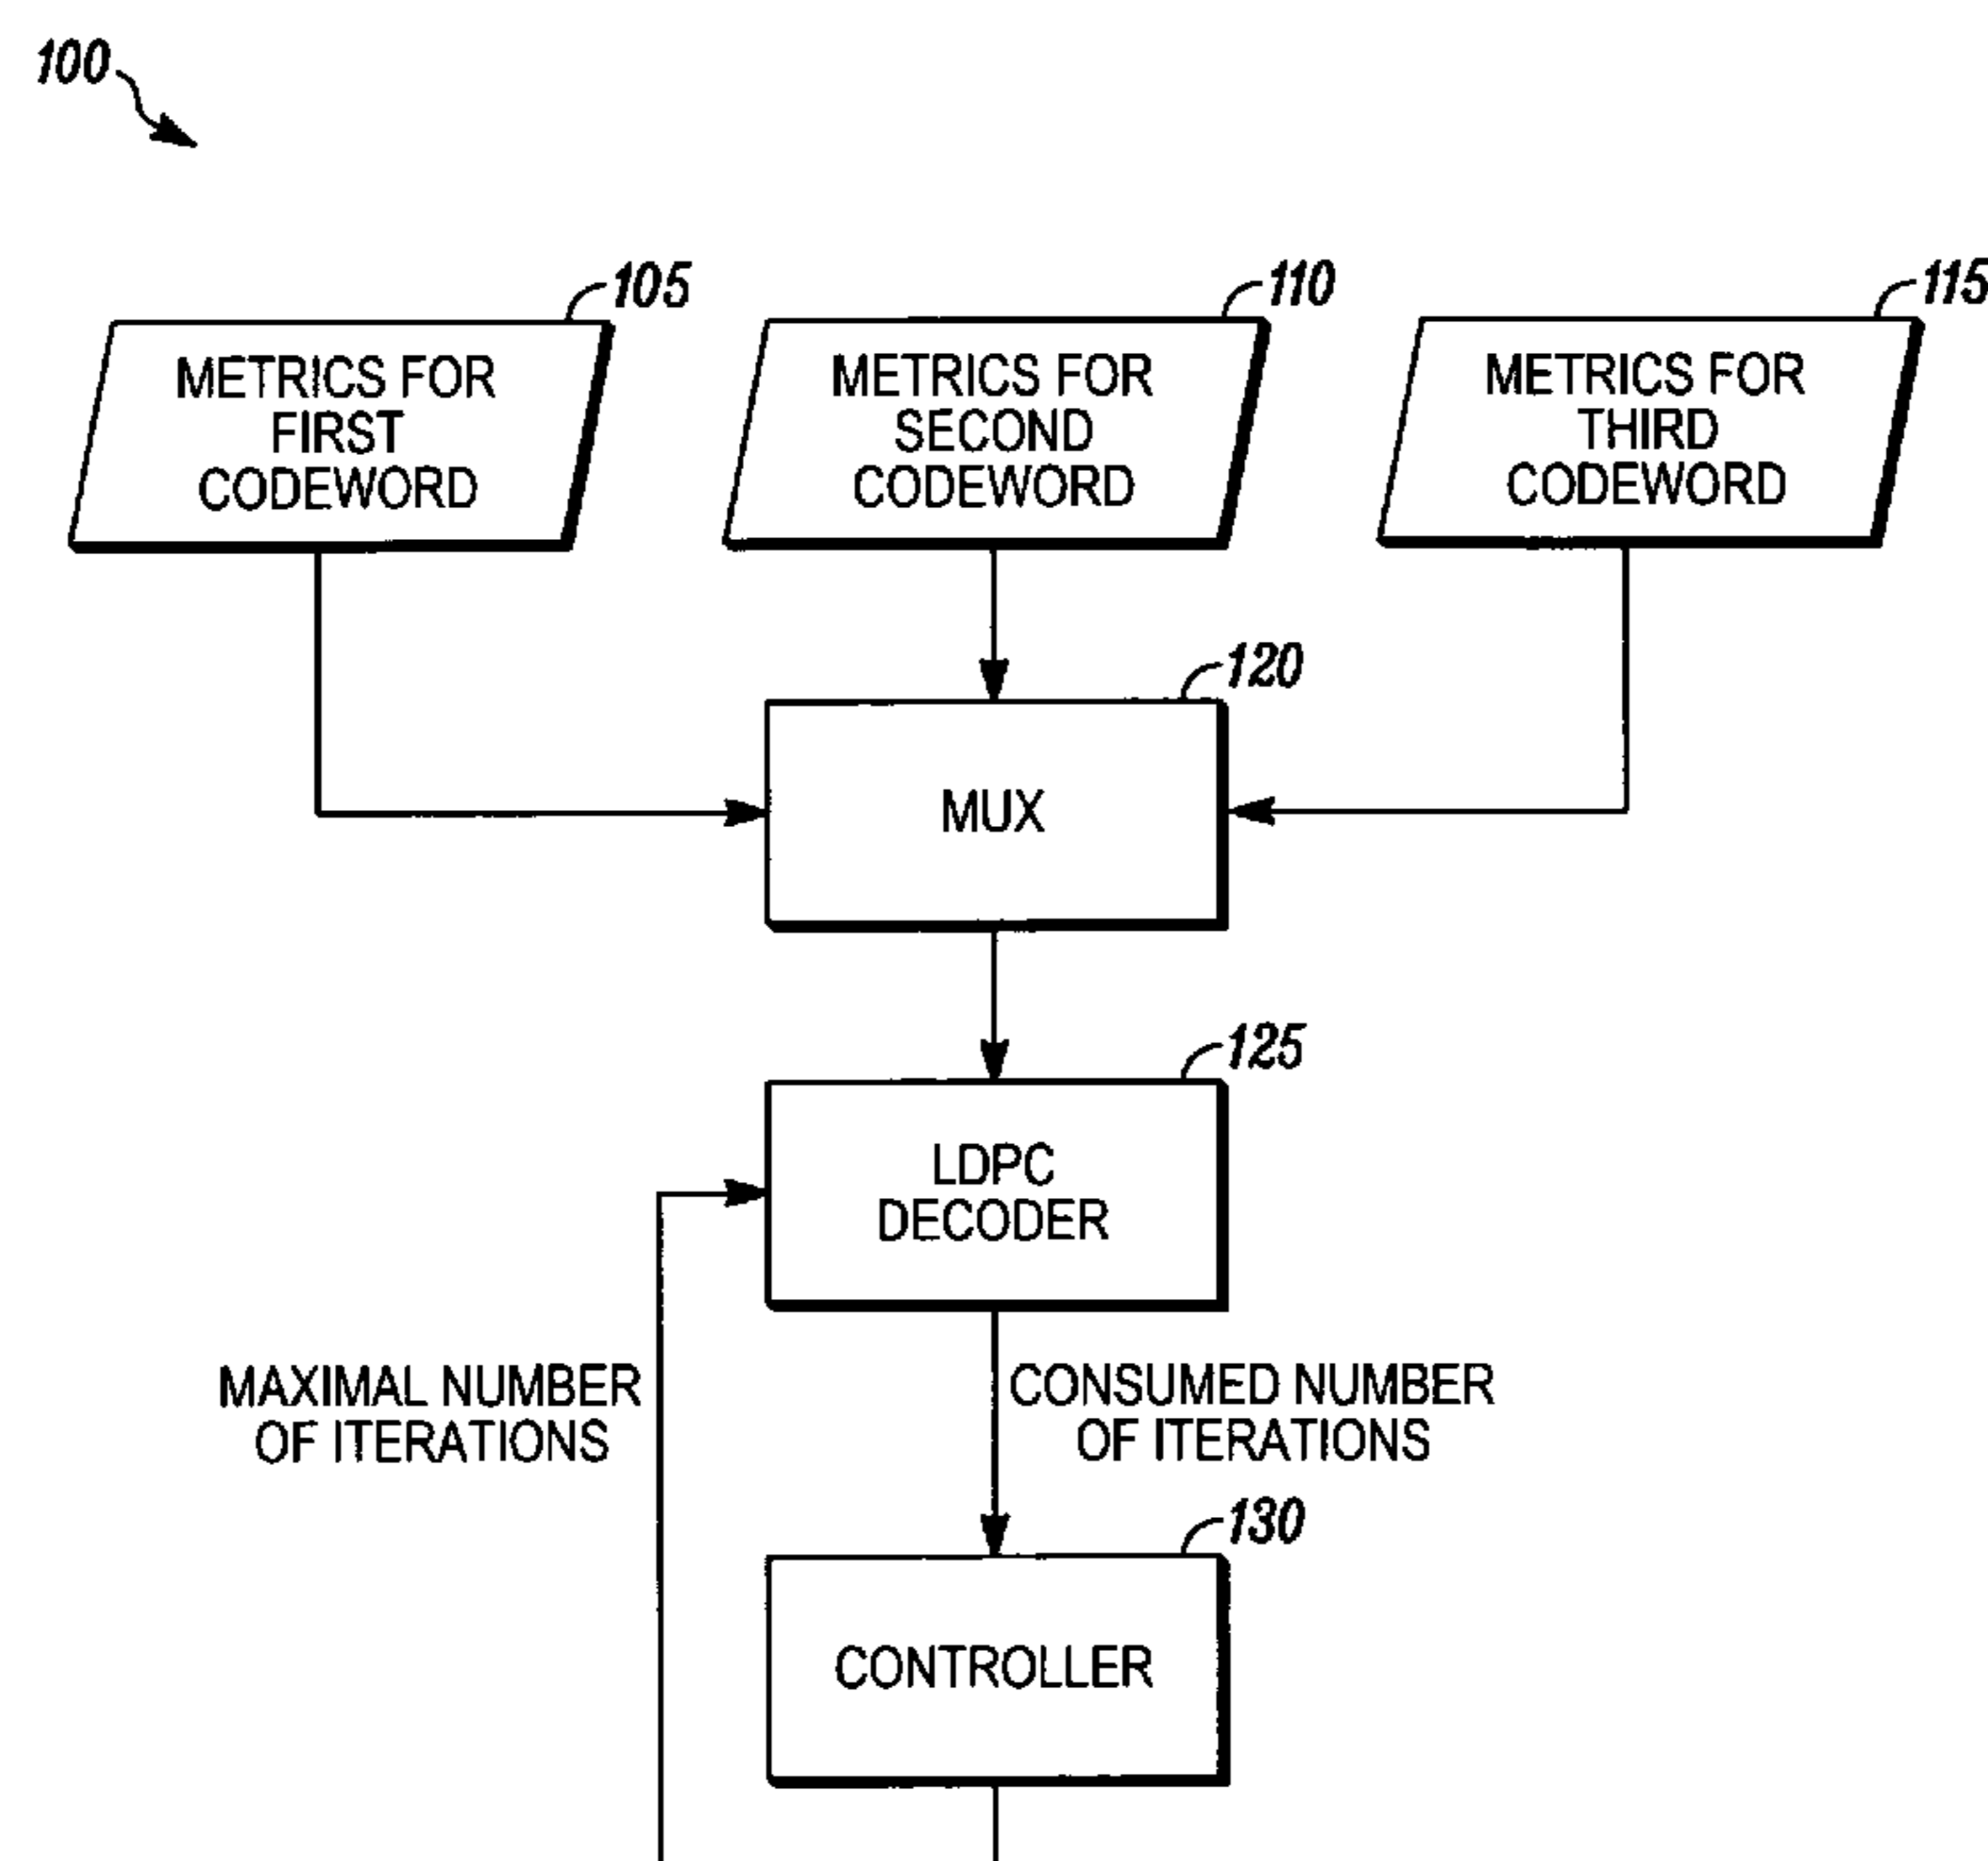 100
105
110
115
METRICS FOR
FIRST
CODEWORD
METRICS FOR
SECOND
CODEWORD
METRICS FOR
THIRD
CODEWORD
120
MUX
125
LDPC
DECODER
MAXIMAL NUMBER
OF ITERATIONS
CONSUMED NUMBER
OF ITERATIONS
130
CONTROLLER